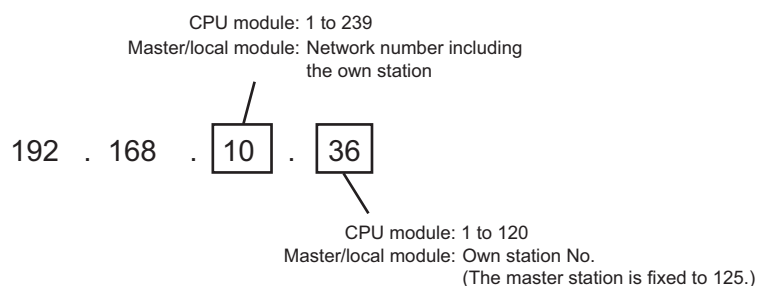 CPU module: 1 to 239
Master/local module: Network number including
the own station
192 . 168 . 10 . 36
CPU module: 1 to 120
Master/local module: Own station No.
(The master station is fixed to 125.)